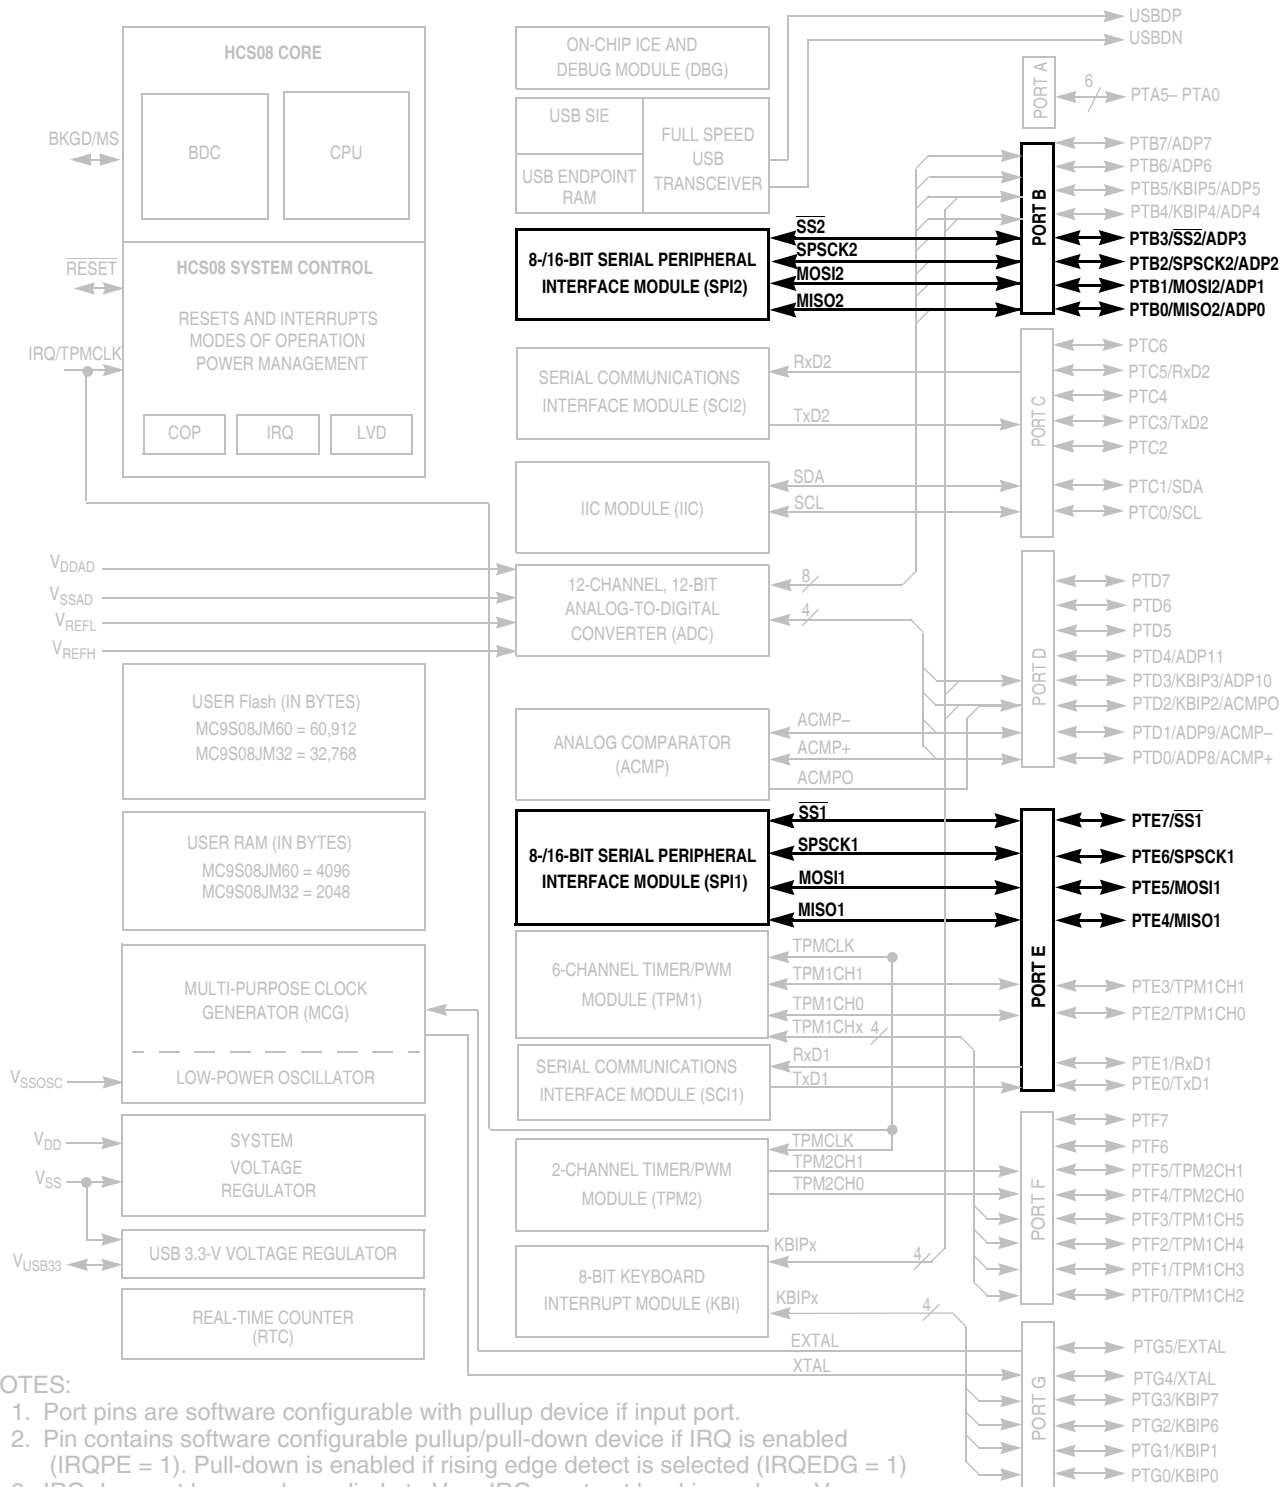 HCS08 CORE
BDC
CPU
BKGD/MS
RESET
HCS08 SYSTEM CONTROL
RESETS AND INTERRUPTS
MODES OF OPERATION
POWER MANAGEMENT
IRQ/TPMCLK
COP
IRQ
LVD
VDDAD
VSSAD
VREFL
VREFH
USER Flash (IN BYTES)
MC9S08JM60 = 60,912
MC9S08JM32 = 32,768
USER RAM (IN BYTES)
MC9S08JM60 = 4096
MC9S08JM32 = 2048
MULTI-PURPOSE CLOCK
GENERATOR (MCG)
LOW-POWER OSCILLATOR
VSSOSC
VDD
VSS
SYSTEM
VOLTAGE
REGULATOR
VUSB33
USB 3.3-V VOLTAGE REGULATOR
REAL-TIME COUNTER
(RTC)
ON-CHIP ICE AND
DEBUG MODULE (DBG)
USB SIE
USB ENDPOINT
RAM
FULL SPEED
USB
TRANSCEIVER
8-/16-BIT SERIAL PERIPHERAL
INTERFACE MODULE (SPI2)
SS2
SPSCK2
MOSI2
MISO2
SERIAL COMMUNICATIONS
INTERFACE MODULE (SCI2)
RxD2
TxD2
IIC MODULE (IIC)
SDA
SCL
12-CHANNEL, 12-BIT
ANALOG-TO-DIGITAL
CONVERTER (ADC)
8
4
ANALOG COMPARATOR
(ACMP)
ACMP–
ACMP+
ACMPO
8-/16-BIT SERIAL PERIPHERAL
INTERFACE MODULE (SPI1)
SS1
SPSCK1
MOSI1
MISO1
6-CHANNEL TIMER/PWM
MODULE (TPM1)
TPMCLK
TPM1CH1
TPM1CH0
TPM1CHx 4
SERIAL COMMUNICATIONS
INTERFACE MODULE (SCI1)
RxD1
TxD1
2-CHANNEL TIMER/PWM
MODULE (TPM2)
TPMCLK
TPM2CH1
TPM2CH0
8-BIT KEYBOARD
INTERRUPT MODULE (KBI)
KBIPx
4
KBIPx
4
EXTAL
XTAL
USBDP
USBDN
PORT A
6
PTA5– PTA0
PORT B
PTB7/ADP7
PTB6/ADP6
PTB5/KBIP5/ADP5
PTB4/KBIP4/ADP4
PTB3/SS2/ADP3
PTB2/SPSCK2/ADP2
PTB1/MOSI2/ADP1
PTB0/MISO2/ADP0
PORT C
PTC6
PTC5/RxD2
PTC4
PTC3/TxD2
PTC2
PTC1/SDA
PTC0/SCL
PORT D
PTD7
PTD6
PTD5
PTD4/ADP11
PTD3/KBIP3/ADP10
PTD2/KBIP2/ACMPO
PTD1/ADP9/ACMP–
PTD0/ADP8/ACMP+
PORT E
PTE7/SS1
PTE6/SPSCK1
PTE5/MOSI1
PTE4/MISO1
PTE3/TPM1CH1
PTE2/TPM1CH0
PTE1/RxD1
PTE0/TxD1
PORT F
PTF7
PTF6
PTF5/TPM2CH1
PTF4/TPM2CH0
PTF3/TPM1CH5
PTF2/TPM1CH4
PTF1/TPM1CH3
PTF0/TPM1CH2
PORT G
PTG5/EXTAL
PTG4/XTAL
PTG3/KBIP7
PTG2/KBIP6
PTG1/KBIP1
PTG0/KBIP0
OTES:
1. Port pins are software configurable with pullup device if input port.
2. Pin contains software configurable pullup/pull-down device if IRQ is enabled
(IRQPE = 1). Pull-down is enabled if rising edge detect is selected (IRQEDG = 1)